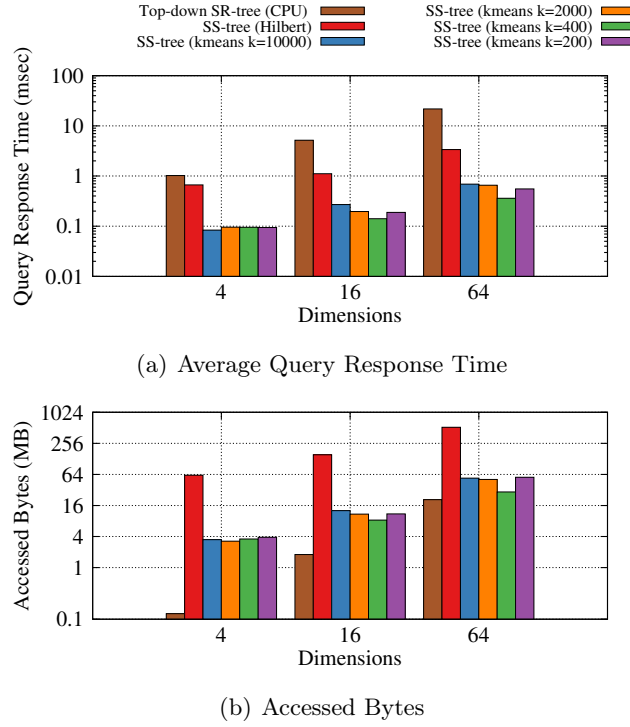 Top-down SR-tree (CPU)
SS-tree (Hilbert)
SS-tree (kmeans k=10000)
SS-tree (kmeans k=2000)
SS-tree (kmeans k=400)
SS-tree (kmeans k=200)
Query Response Time (msec)
100
10
1
0.1
0.01
4 16 64
Dimensions
(a) Average Query Response Time
Accessed Bytes (MB)
1024
256
64
16
4
1
0.1
4 16 64
Dimensions
(b) Accessed Bytes